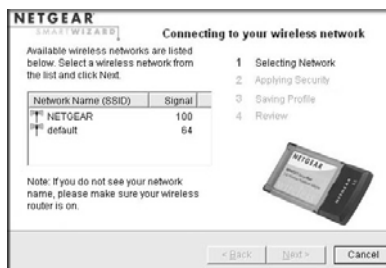 NETGEAR
SMARTWIZARD
Connecting to your wireless network
Available wireless networks are listed
below. Select a wireless network from
the list and click Next.
Network Name (SSID) Signal
NETGEAR 100
default 64
Note: If you do not see your network
name, please make sure your wireless
router is on.
1 Selecting Network
2 Applying Security
3 Saving Profile
4 Review
NETGEAR
< Back Next > Cancel